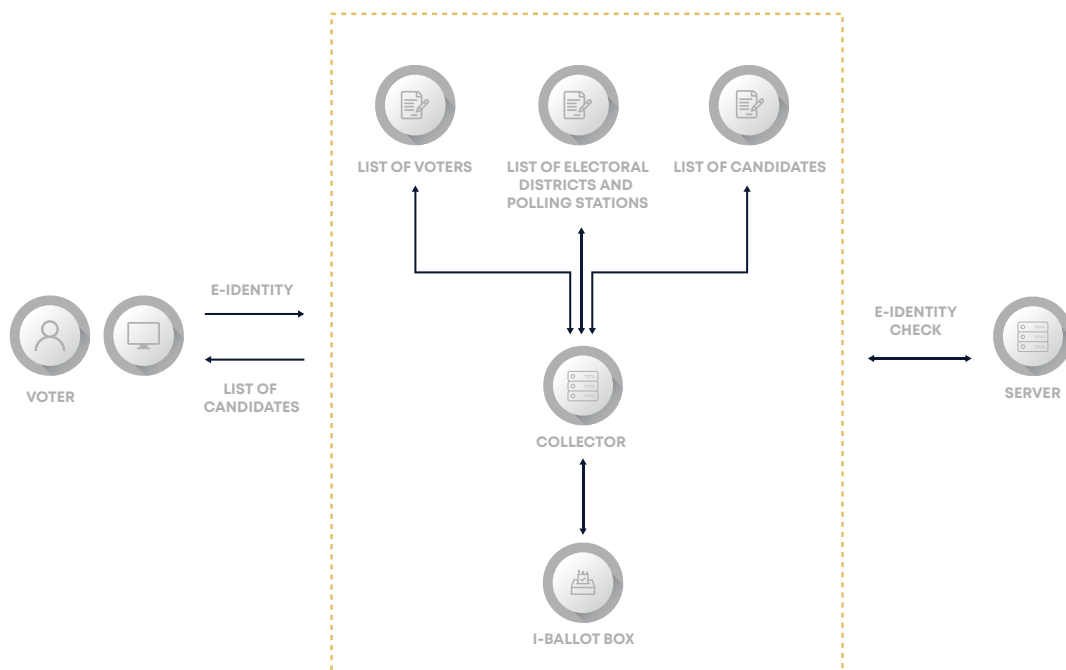 LIST OF VOTERS
LIST OF ELECTORAL
DISTRICTS AND
POLLING STATIONS
LIST OF CANDIDATES
E-IDENTITY
VOTER
LIST OF
CANDIDATES
COLLECTOR
E-IDENTITY
CHECK
SERVER
I-BALLOT BOX